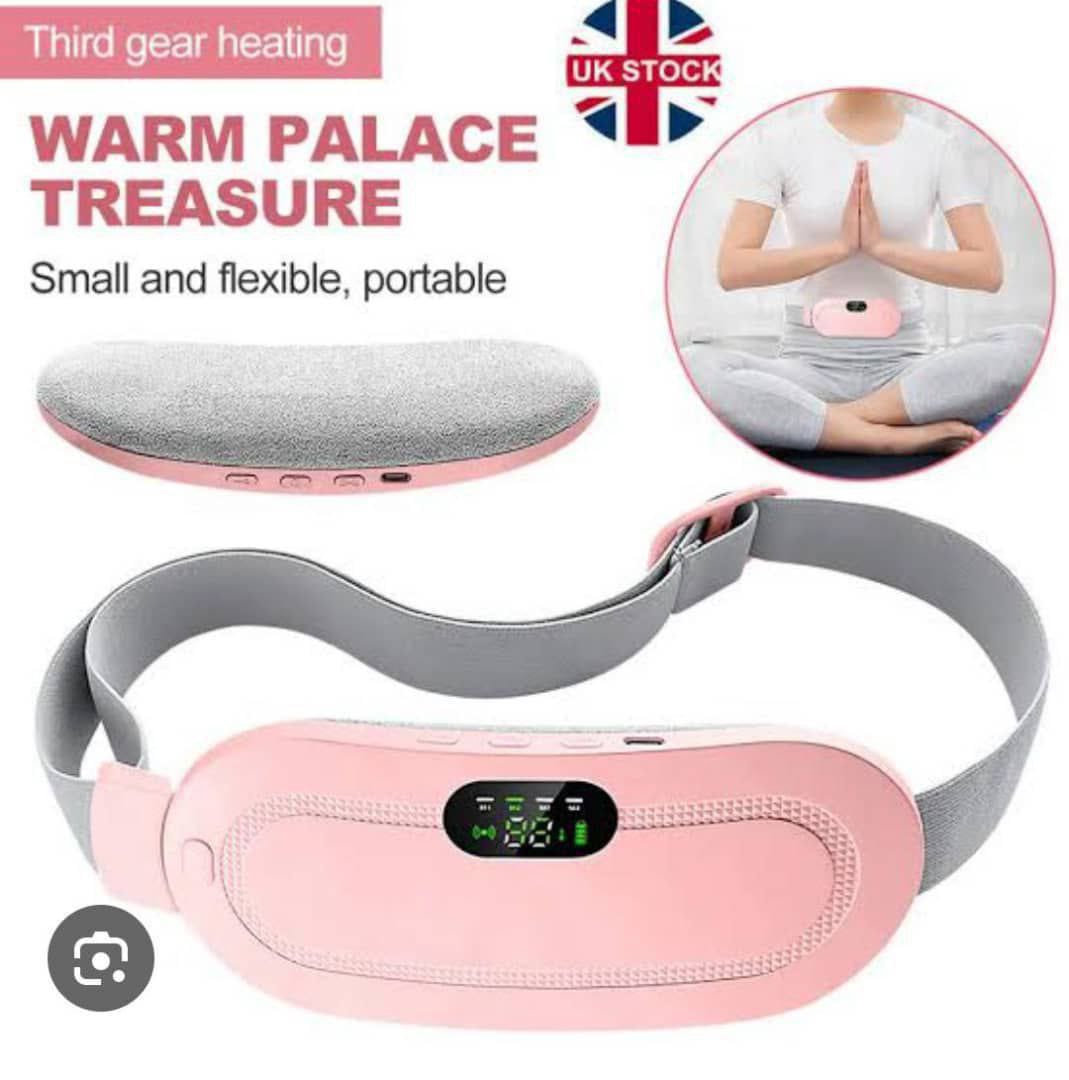 Third gear heating
UK STOCK
WARM PALACE
TREASURE
Small and flexible, portable
88